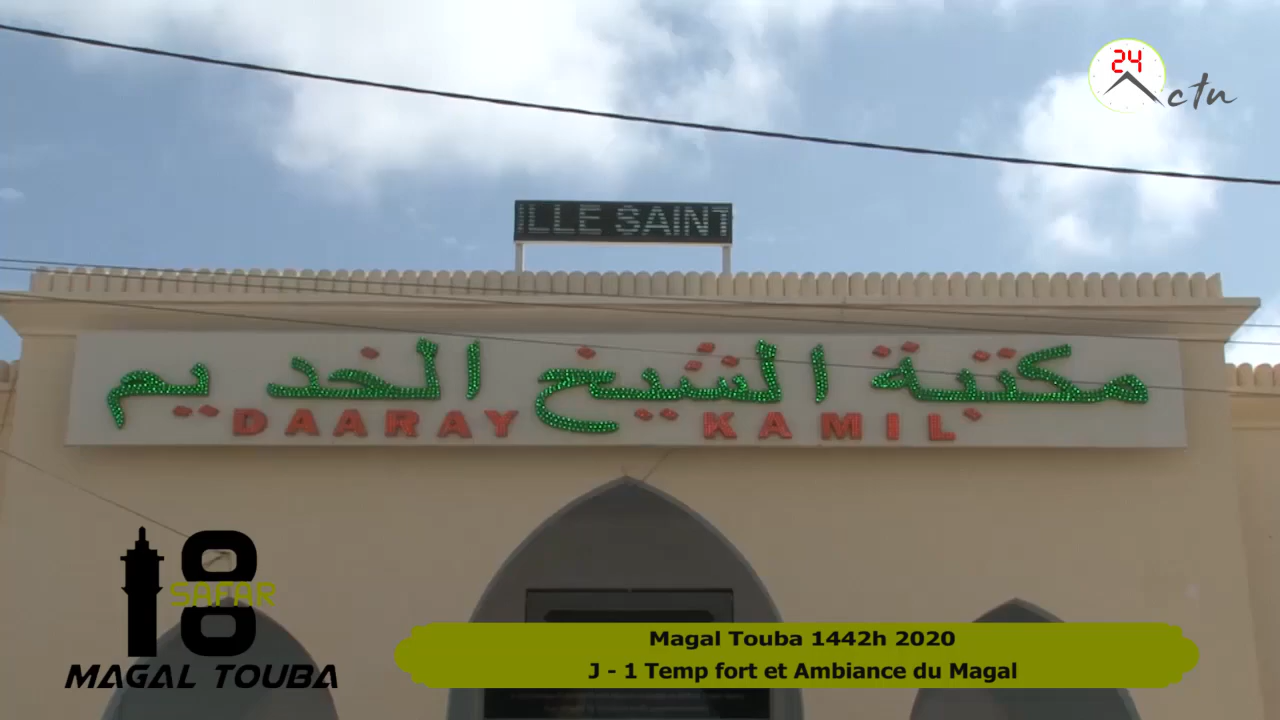 24
Actu
ILLE SAINT
مكتبة الشيخ الخديم
DAARAY KAMIL
18
SAFAR
MAGAL TOUBA
Magal Touba 1442h 2020
J - 1 Temp fort et Ambiance du Magal